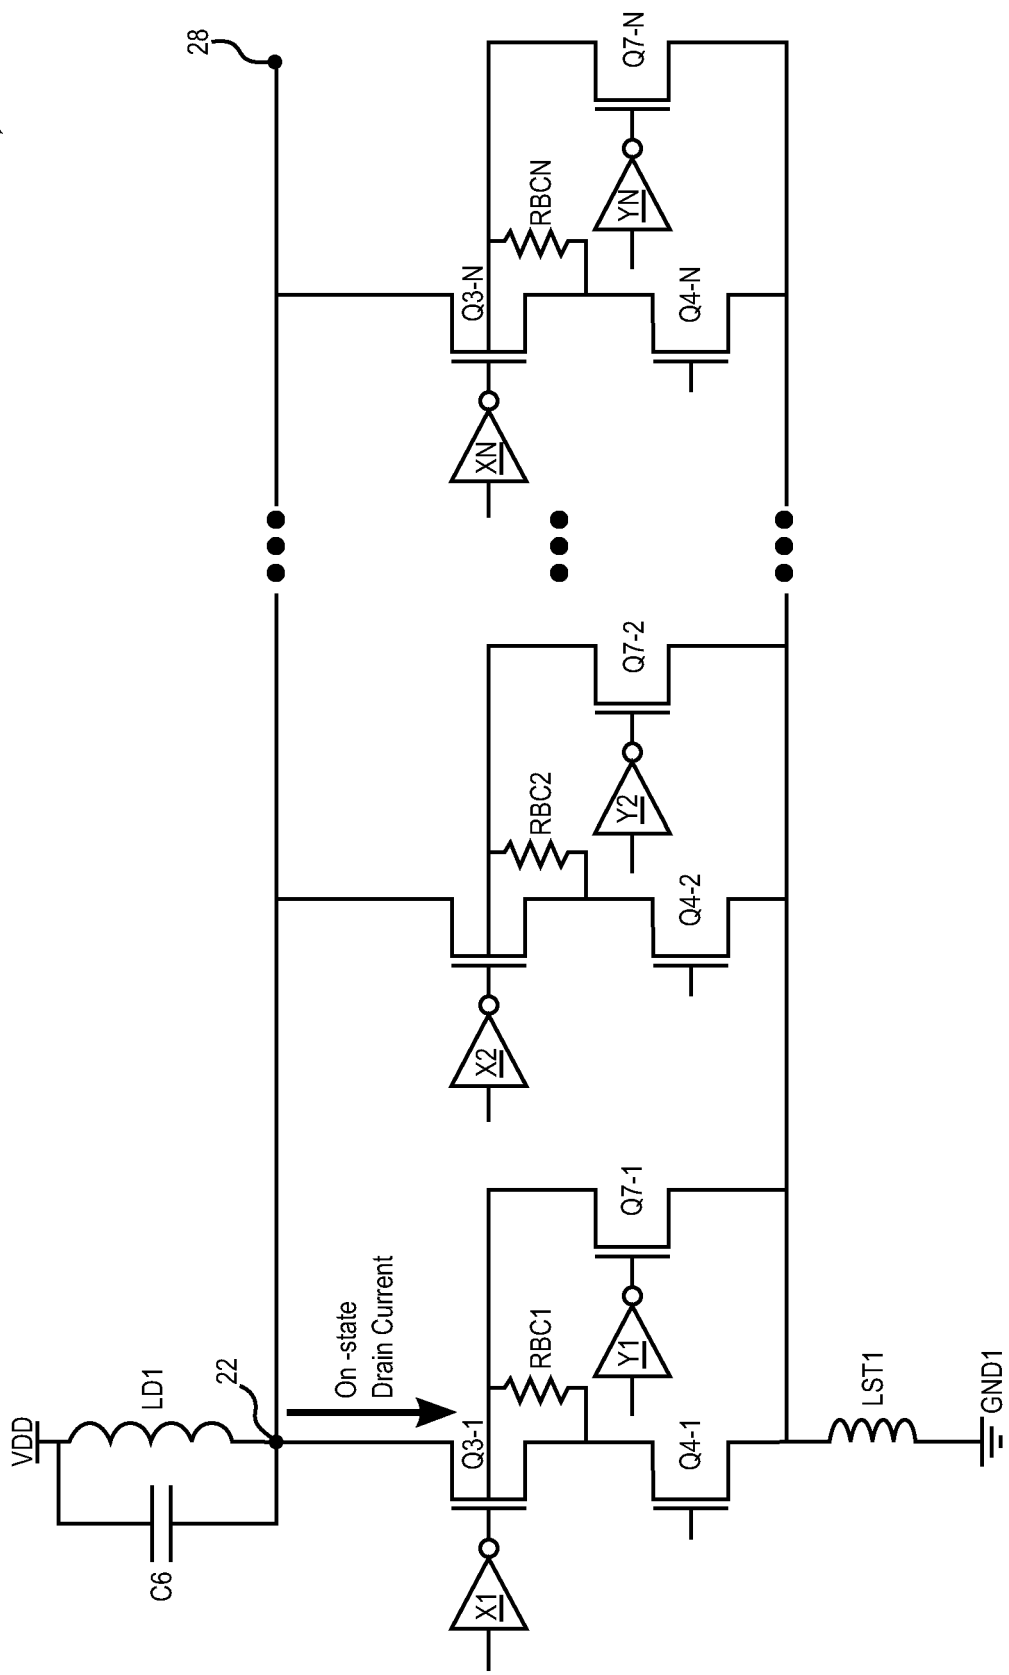 VDD
C6
LD1
22
28
On -state
Drain Current
X1
Q3-1
RBC1
Q4-1
Y1
Q7-1
LST1
GND1
X2
RBC2
Q4-2
Y2
Q7-2
XN
Q3-N
RBCN
Q4-N
YN
Q7-N